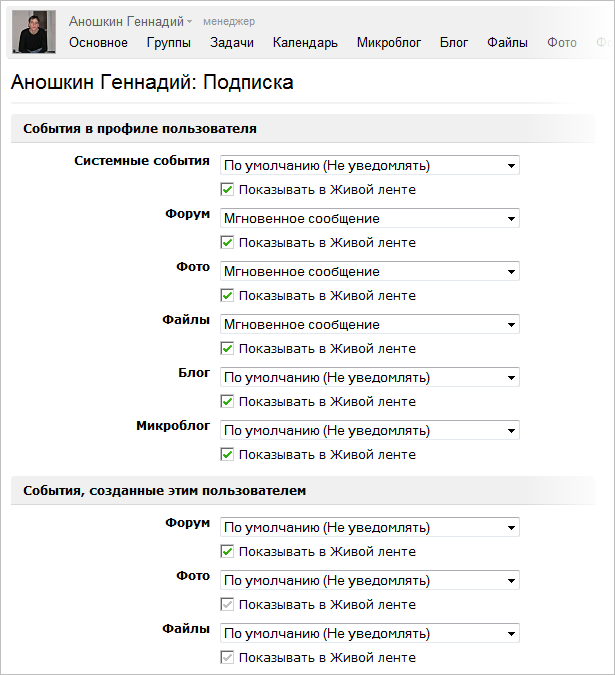 Аношкин Геннадий менеджер
Основное Группы Задачи Календарь Микроблог Блог Файлы Фото
Аношкин Геннадий: Подписка
События в профиле пользователя
Системные события По умолчанию (Не уведомлять)
Показывать в Живой ленте
Форум Мгновенное сообщение
Показывать в Живой ленте
Фото Мгновенное сообщение
Показывать в Живой ленте
Файлы Мгновенное сообщение
Показывать в Живой ленте
Блог По умолчанию (Не уведомлять)
Показывать в Живой ленте
Микроблог По умолчанию (Не уведомлять)
Показывать в Живой ленте
События, созданные этим пользователем
Форум По умолчанию (Не уведомлять)
Показывать в Живой ленте
Фото По умолчанию (Не уведомлять)
Показывать в Живой ленте
Файлы По умолчанию (Не уведомлять)
Показывать в Живой ленте